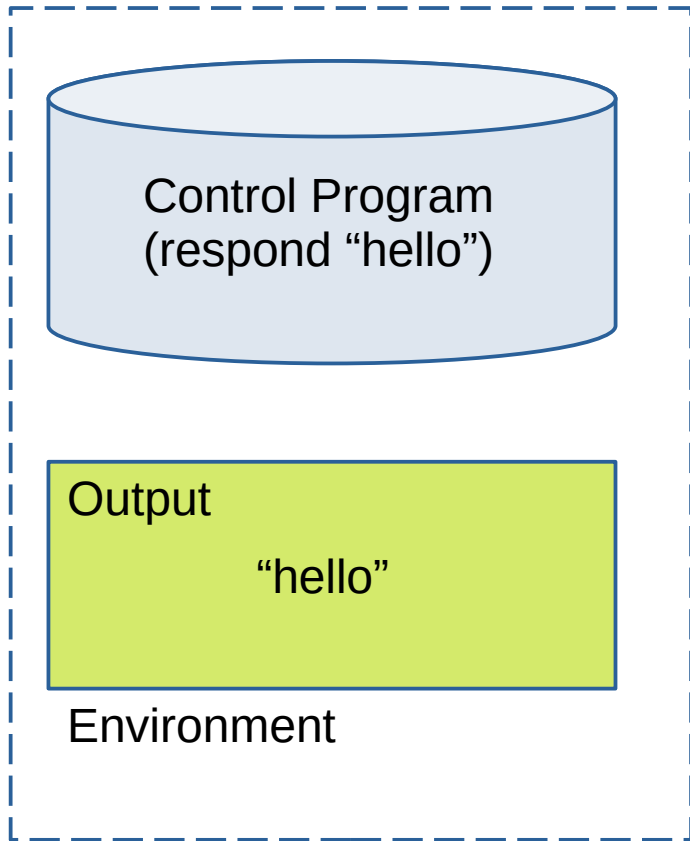 Control Program
(respond “hello”)
Output
“hello”
Environment